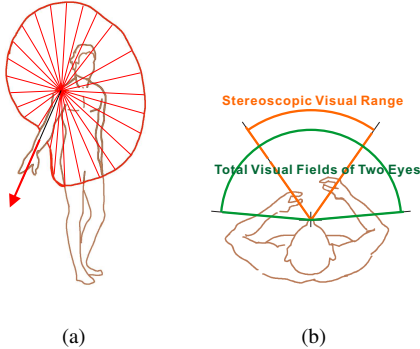 Stereoscopic Visual Range
Total Visual Fields of Two Eyes
(a)
(b)